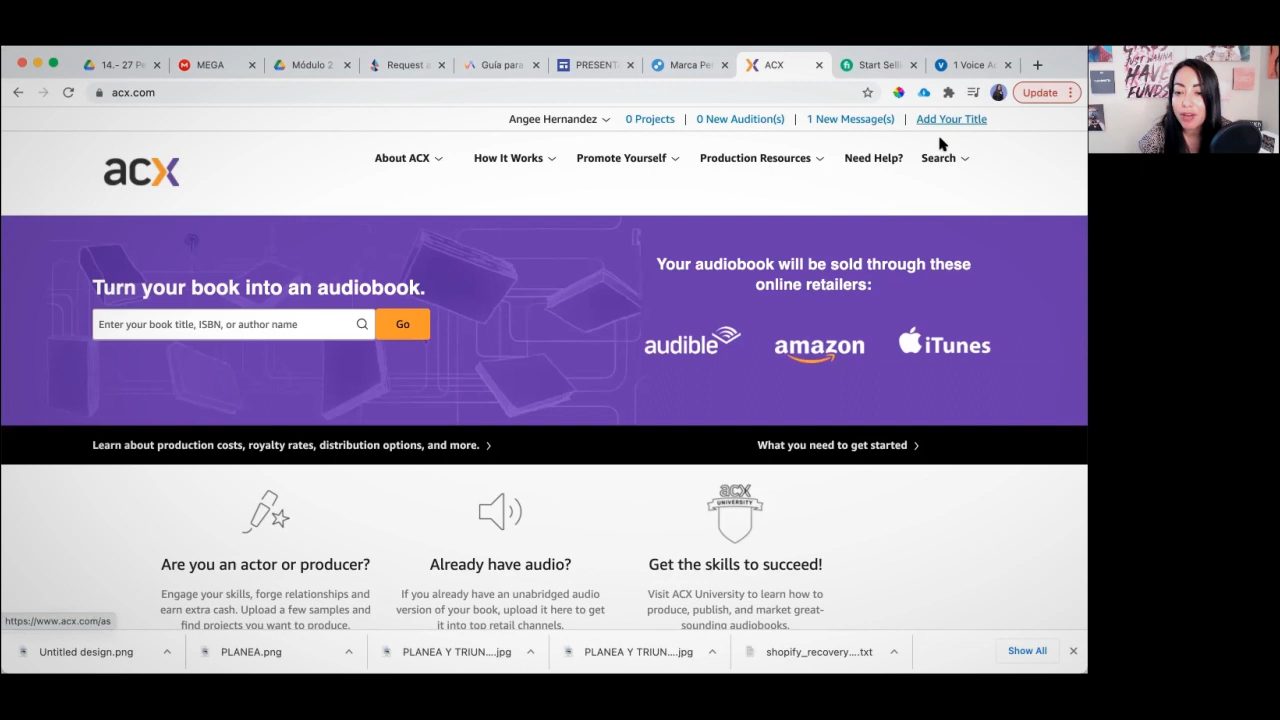 14.- 27 Pe
MEGA
Módulo 2
Request a
Guía para
PRESENT
Marca Pe
ACX
Start Selli
1 Voice Ac
acx.com
Update
Angee Hernandez
0 Projects | 0 New Audition(s) | 1 New Message(s) | Add Your Title
acx
About ACX
How It Works
Promote Yourself
Production Resources
Need Help?
Search
Turn your book into an audiobook.
Enter your book title, ISBN, or author name
Go
Your audiobook will be sold through these
online retailers:
audible
amazon
iTunes
Learn about production costs, royalty rates, distribution options, and more.
What you need to get started
acx
UNIVERSITY
Are you an actor or producer?
Engage your skills, forge relationships and
earn extra cash. Upload a few samples and
find projects you want to produce.
Already have audio?
If you already have an unabridged audio
version of your book, upload it here to get
it into top retail channels.
Get the skills to succeed!
Visit ACX University to learn how to
produce, publish, and market great-
sounding audiobooks.
https://www.acx.com/as
Untitled design.png
PLANEA.png
PLANEA Y TRIUN....jpg
PLANEA Y TRIUN....jpg
shopify_recovery....txt
Show All
HAVE
FUNDS